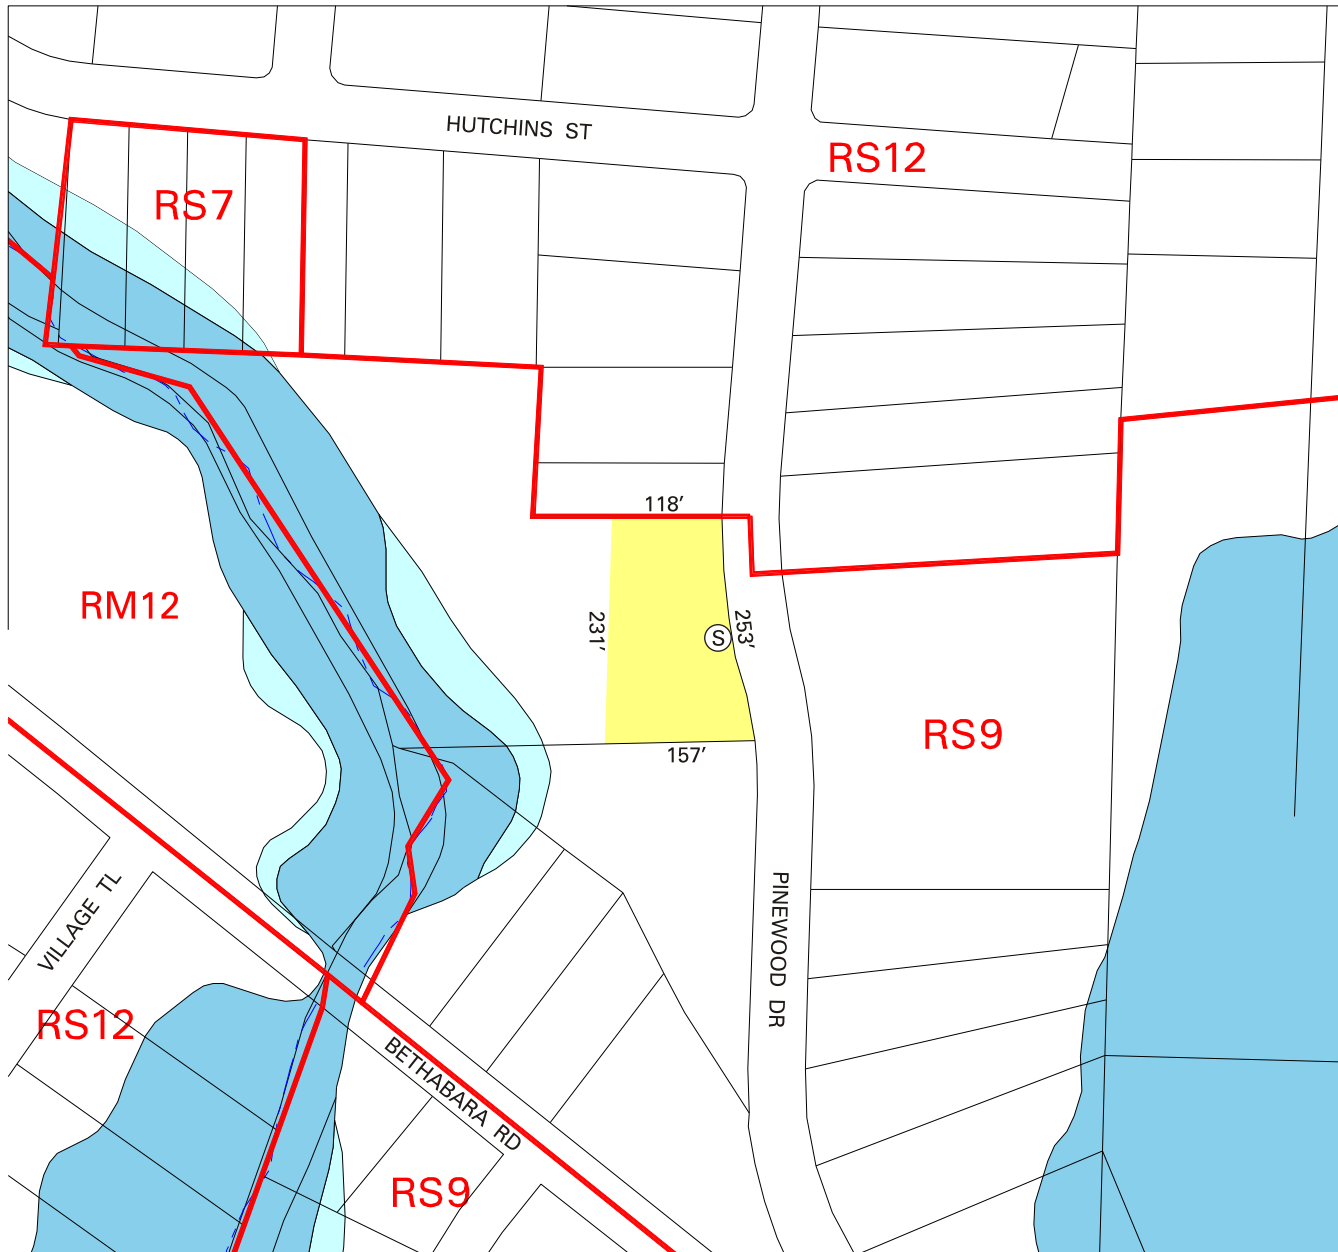 HUTCHINS ST
RS12
RS7
118’
RM12
231’
S
253’
RS9
157’
VILLAGE TL
PINEWOOD DR
RS12
BETHABARA RD
RS9